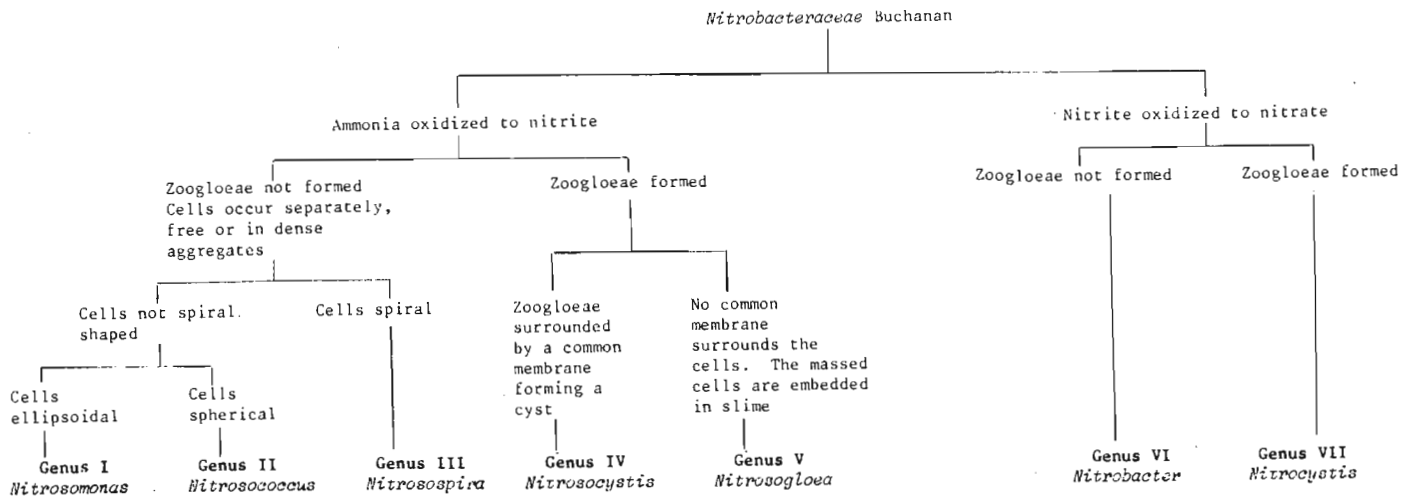 Nitrobacteraceae Buchanan
Ammonia oxidized to nitrite
Nitrite oxidized to nitrate
Zoogloeae not formed
Cells occur separately,
free or in dense
aggregates
Zoogloeae formed
Zoogloeae not formed
Zoogloeae formed
Cells not spiral
shaped
Cells spiral
Zoogloeae
surrounded
by a common
membrane
forming a
cyst
No common
membrane
surrounds the
cells. The massed
cells are embedded
in slime
Cells
ellipsoidal
Cells
spherical
Genus I
Nitrosomonas
Genus II
Nitrosococcus
Genus III
Nitrosospira
Genus IV
Nitrosocystis
Genus V
Nitrosogloea
Genus VI
Nitrobacter
Genus VII
Nitrocystis